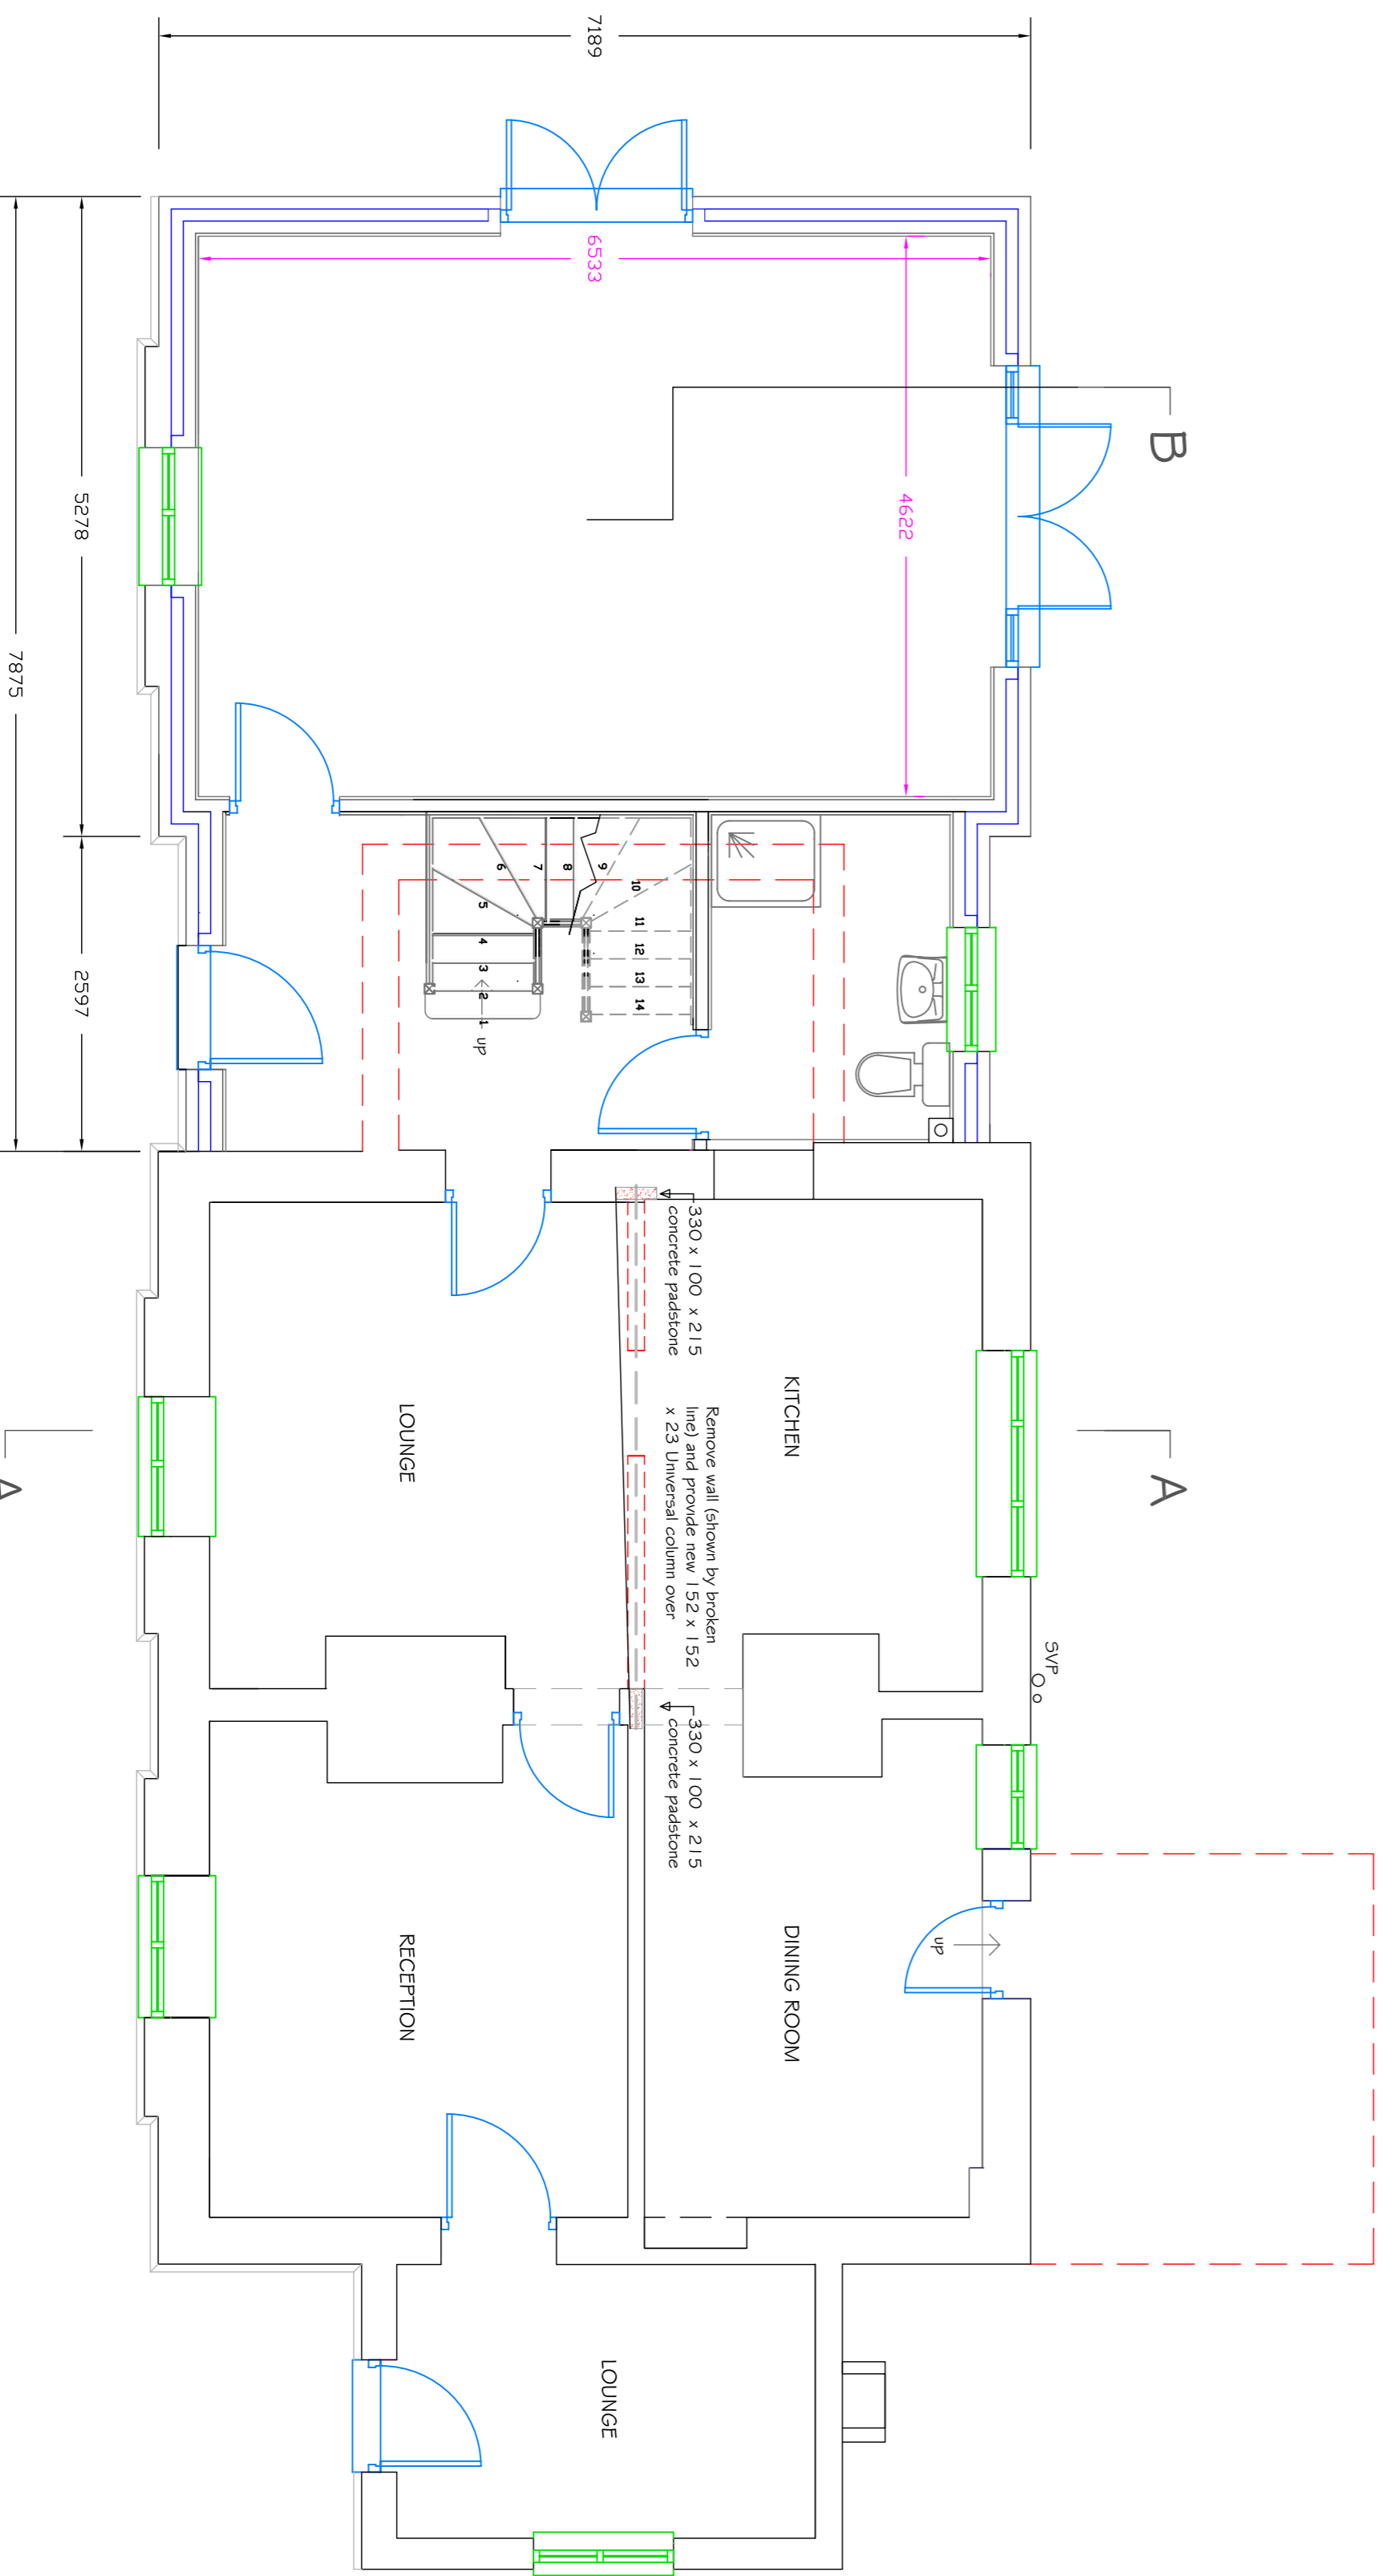 7189
B
6533
4622
5278
7875
2597
9
8
7
6
10
5
11
4
12
3
13
2
14
1
UP
330 x 100 x 215
concrete padstone
KITCHEN
LOUNGE
Remove wall (shown by broken
line) and provide new 152 x 152
x 23 Universal column over
A
A
SVP
330 x 100 x 215
concrete padstone
UP
DINING ROOM
RECEPTION
LOUNGE